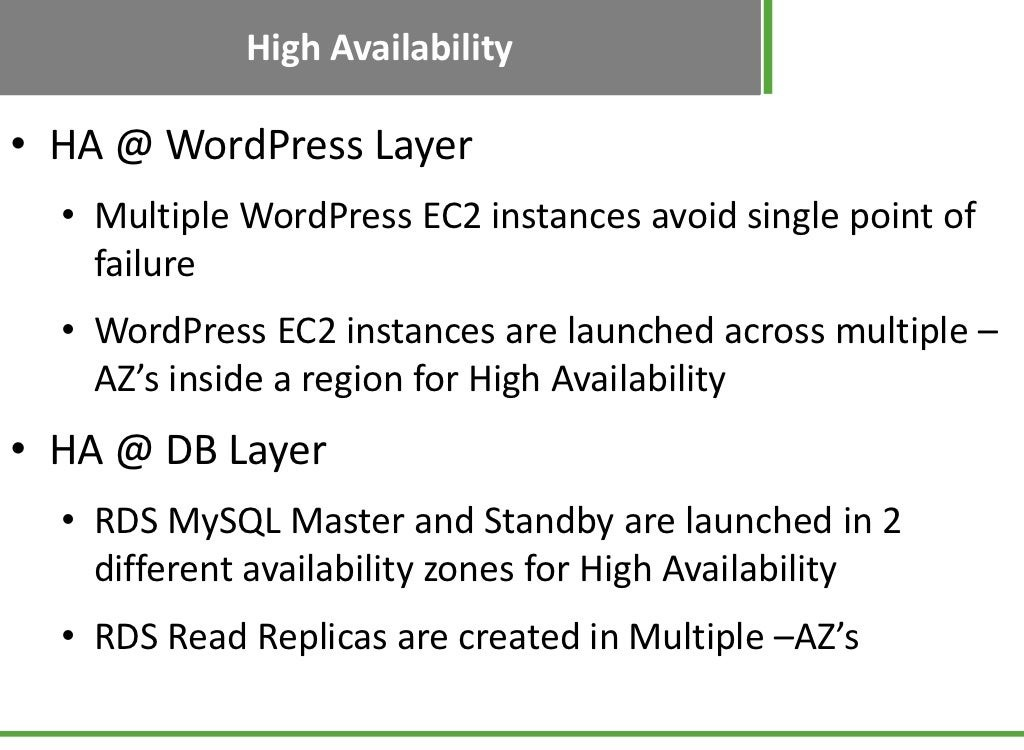 High Availability
• HA @ WordPress Layer
• Multiple WordPress EC2 instances avoid single point of
failure
• WordPress EC2 instances are launched across multiple –
AZ’s inside a region for High Availability
• HA @ DB Layer
• RDS MySQL Master and Standby are launched in 2
different availability zones for High Availability
• RDS Read Replicas are created in Multiple –AZ’s